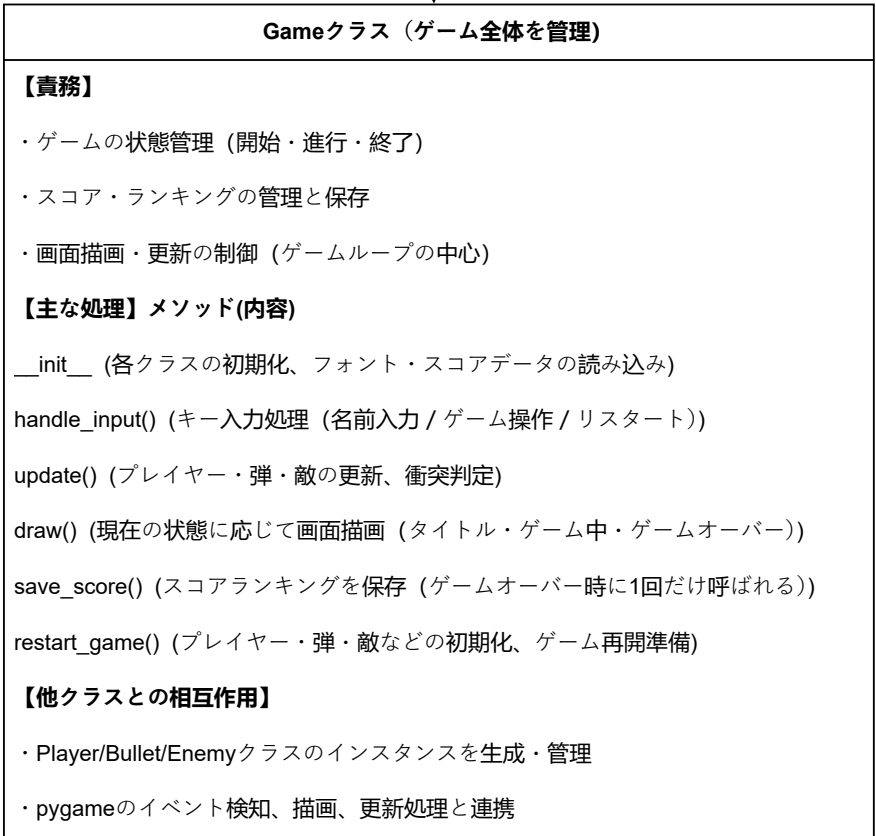 Gameクラス（ゲーム全体を管理)
【責務】
・ゲームの状態管理（開始・進行・終了）
・スコア・ランキングの管理と保存
・画面描画・更新の制御（ゲームループの中心）
【主な処理】メソッド(内容)
__init__ (各クラスの初期化、フォント・スコアデータの読み込み)
handle_input() (キー入力処理（名前入力 / ゲーム操作 / リスタート）)
update() (プレイヤー・弾・敵の更新、衝突判定)
draw() (現在の状態に応じて画面描画（タイトル・ゲーム中・ゲームオーバー）)
save_score() (スコアランキングを保存（ゲームオーバー時に1回だけ呼ばれる）)
restart_game() (プレイヤー・弾・敵などの初期化、ゲーム再開準備)
【他クラスとの相互作用】
・Player/Bullet/Enemyクラスのインスタンスを生成・管理
・pygameのイベント検知、描画、更新処理と連携